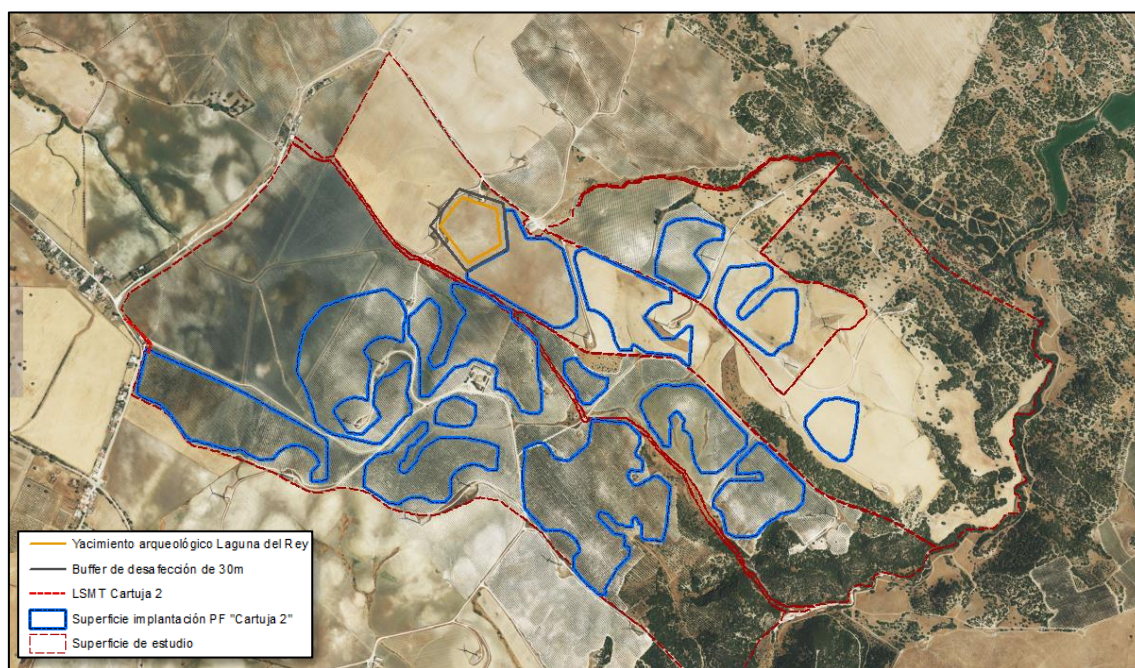 Yacimiento arqueológico Laguna del Rey
Buffer de desafección de 30m
LSMT Cartuja 2
Superficie implantación PF "Cartuja 2"
Superficie de estudio